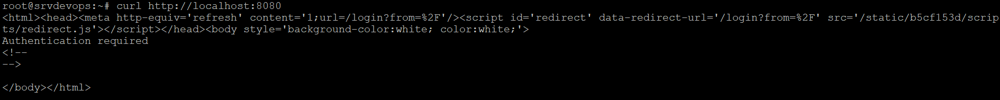 root@srvdevops:~# curl http://localhost:8080
<html><head><meta http-equiv='refresh' content='1;url=/login?from=%2F'/><script id='redirect' data-redirect-url='/login?from=%2F' src='/static/b5cf153d/scrip
ts/redirect.js'></script></head><body style='background-color:white; color:white;'>
Authentication required
<!--
-->
</body></html>